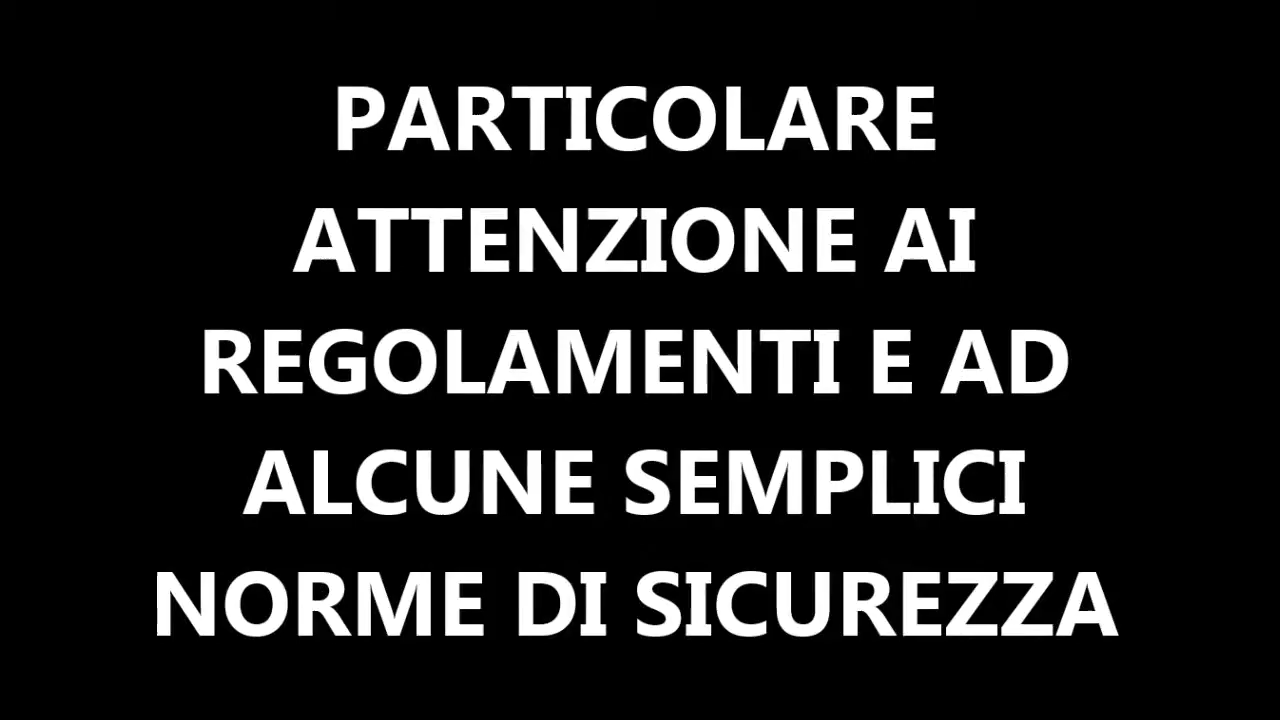 PARTICOLARE
ATTENZIONE AI
REGOLAMENTI E AD
ALCUNE SEMPLICI
NORME DI SICUREZZA